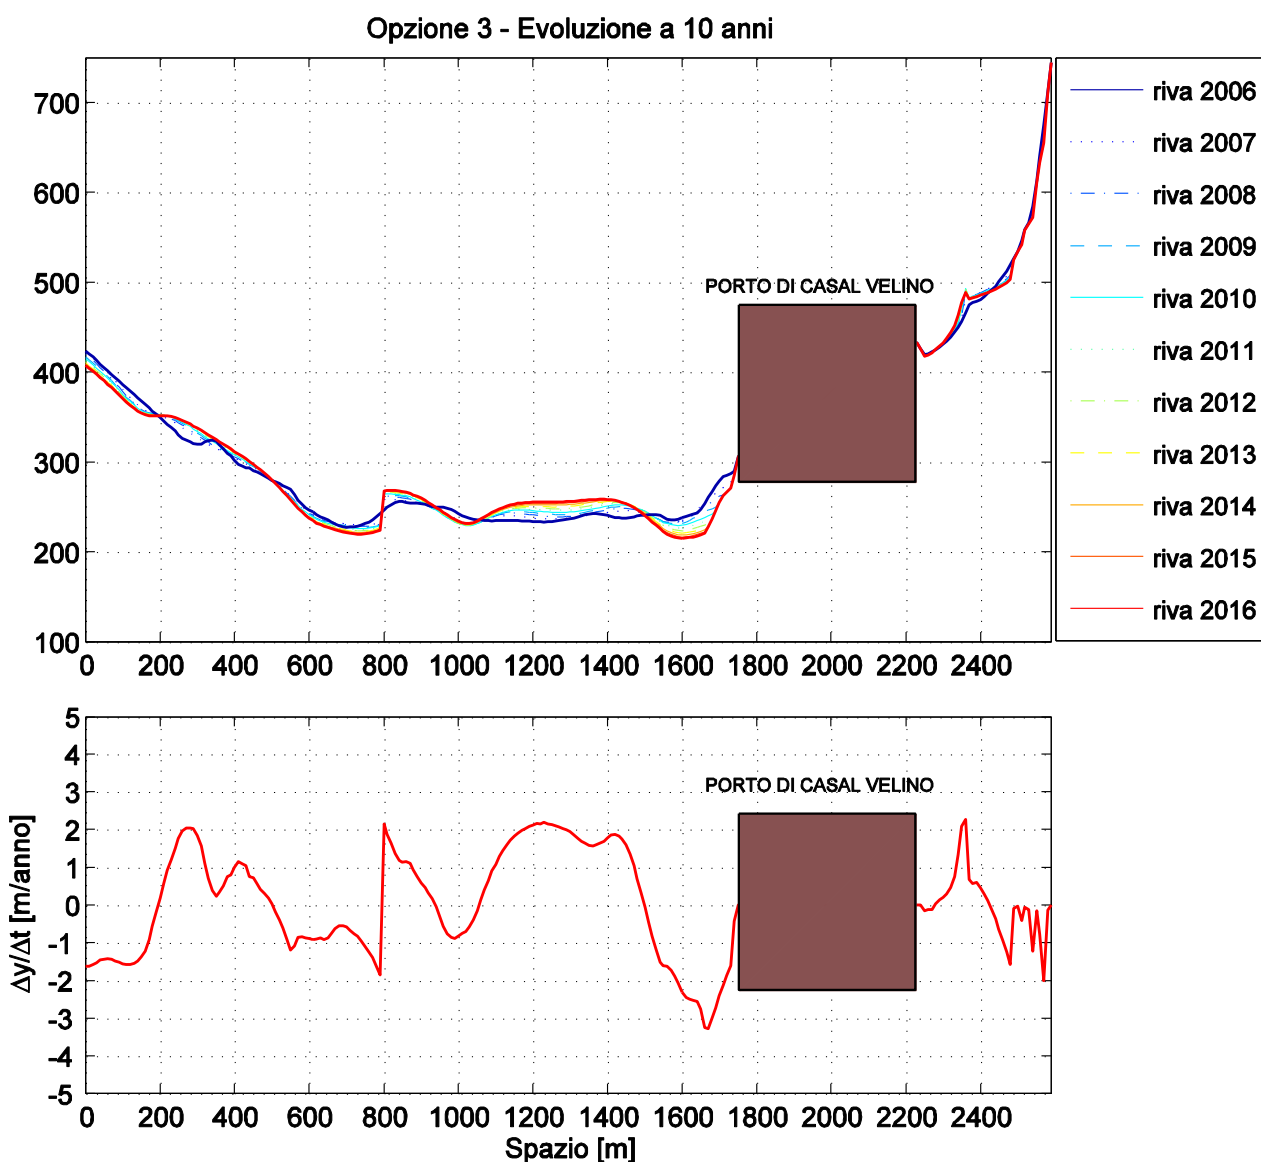 Opzione 3 - Evoluzione a 10 anni
700
600
500
400
300
200
100
0 200 400 600 800 1000 1200 1400 1600 1800 2000 2200 2400
PORTO DI CASAL VELINO
riva 2006
riva 2007
riva 2008
riva 2009
riva 2010
riva 2011
riva 2012
riva 2013
riva 2014
riva 2015
riva 2016
5
4
3
2
1
0
-1
-2
-3
-4
-5
Δy/Δt [m/anno]
PORTO DI CASAL VELINO
0 200 400 600 800 1000 1200 1400 1600 1800 2000 2200 2400
Spazio [m]